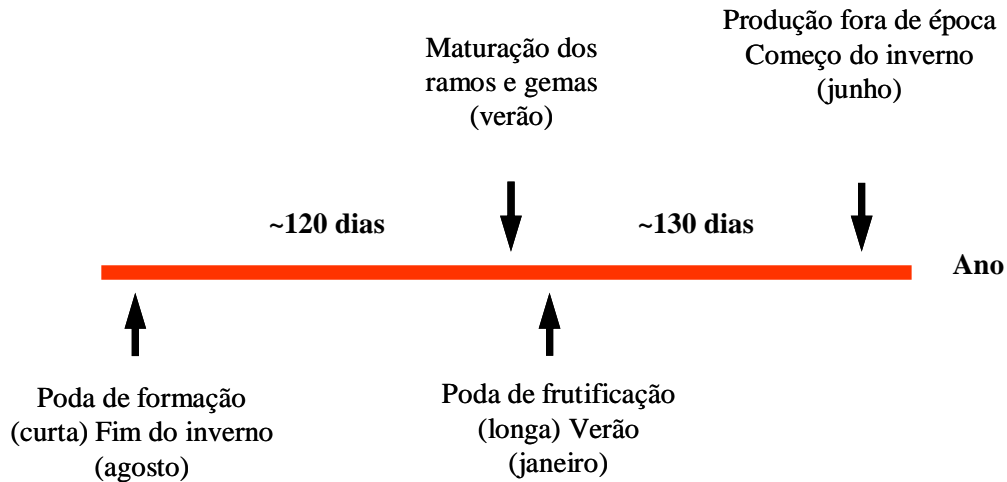 Produção fora de época
Começo do inverno
(junho)
Maturação dos
ramos e gemas
(verão)
~120 dias
~130 dias
Ano
Poda de formação
(curta) Fim do inverno
(agosto)
Poda de frutificação
(longa) Verão
(janeiro)